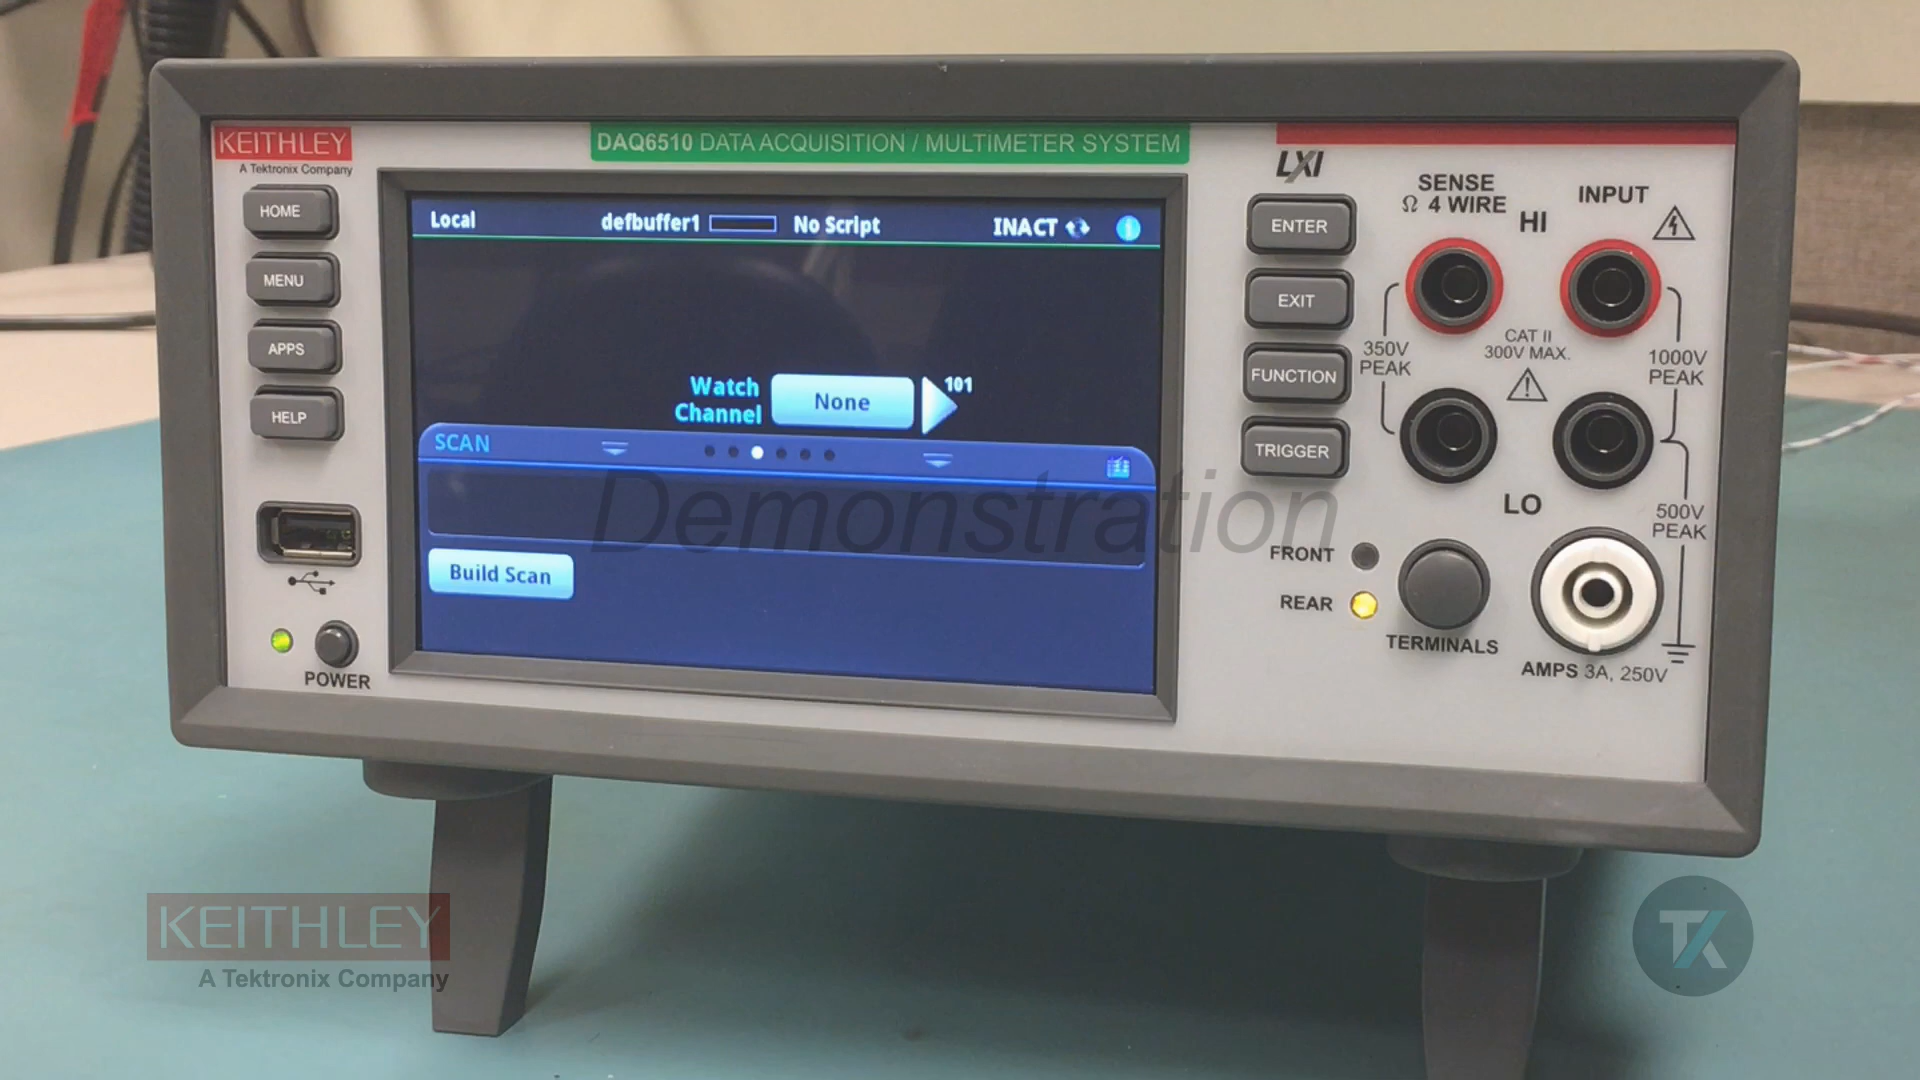 KEITHLEY
A Tektronix Company
DAQ6510 DATA ACQUISITION / MULTIMETER SYSTEM
LXI
HOME
MENU
APPS
HELP
POWER
Local
defbuffer1
No Script
INACT
Watch
Channel
None
101
SCAN
Build Scan
Demonstration
ENTER
EXIT
FUNCTION
TRIGGER
SENSE
Ω 4 WIRE
HI
INPUT
350V
PEAK
CAT II
300V MAX.
1000V
PEAK
LO
500V
PEAK
FRONT
REAR
TERMINALS
AMPS 3A, 250V
KEITHLEY
A Tektronix Company